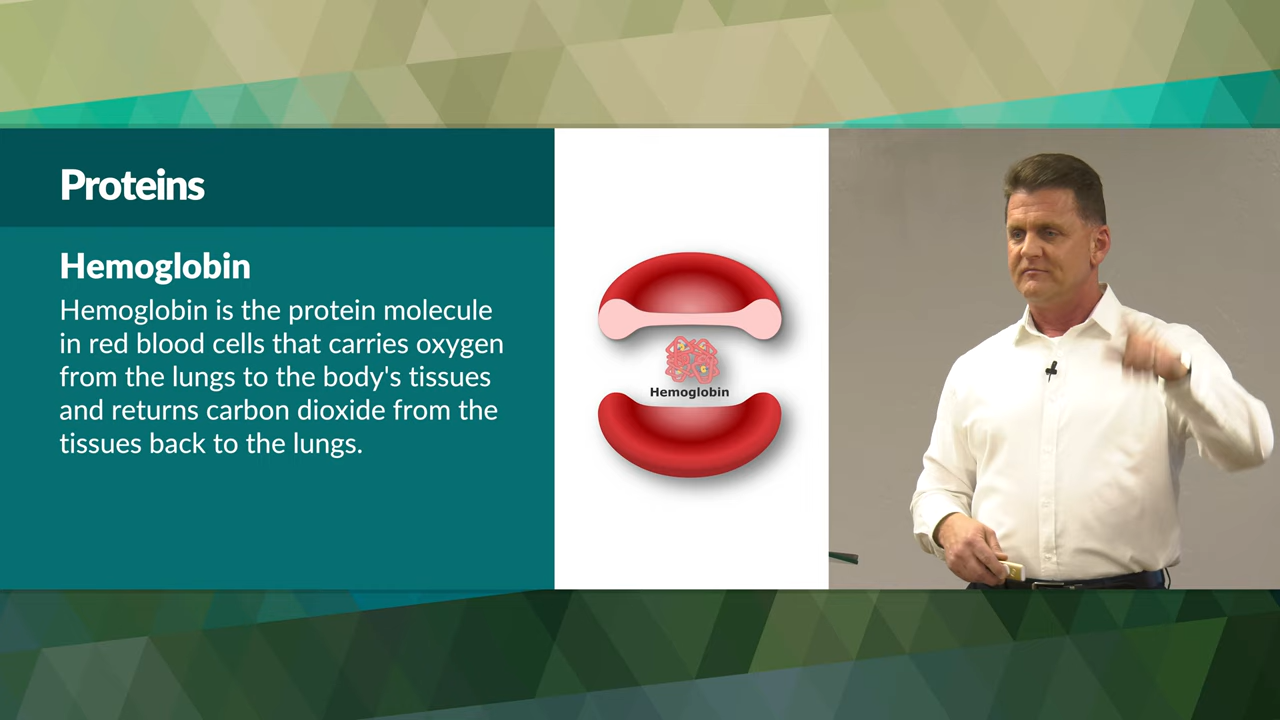 Proteins
Hemoglobin
Hemoglobin is the protein molecule
in red blood cells that carries oxygen
from the lungs to the body's tissues
and returns carbon dioxide from the
tissues back to the lungs.
Hemoglobin